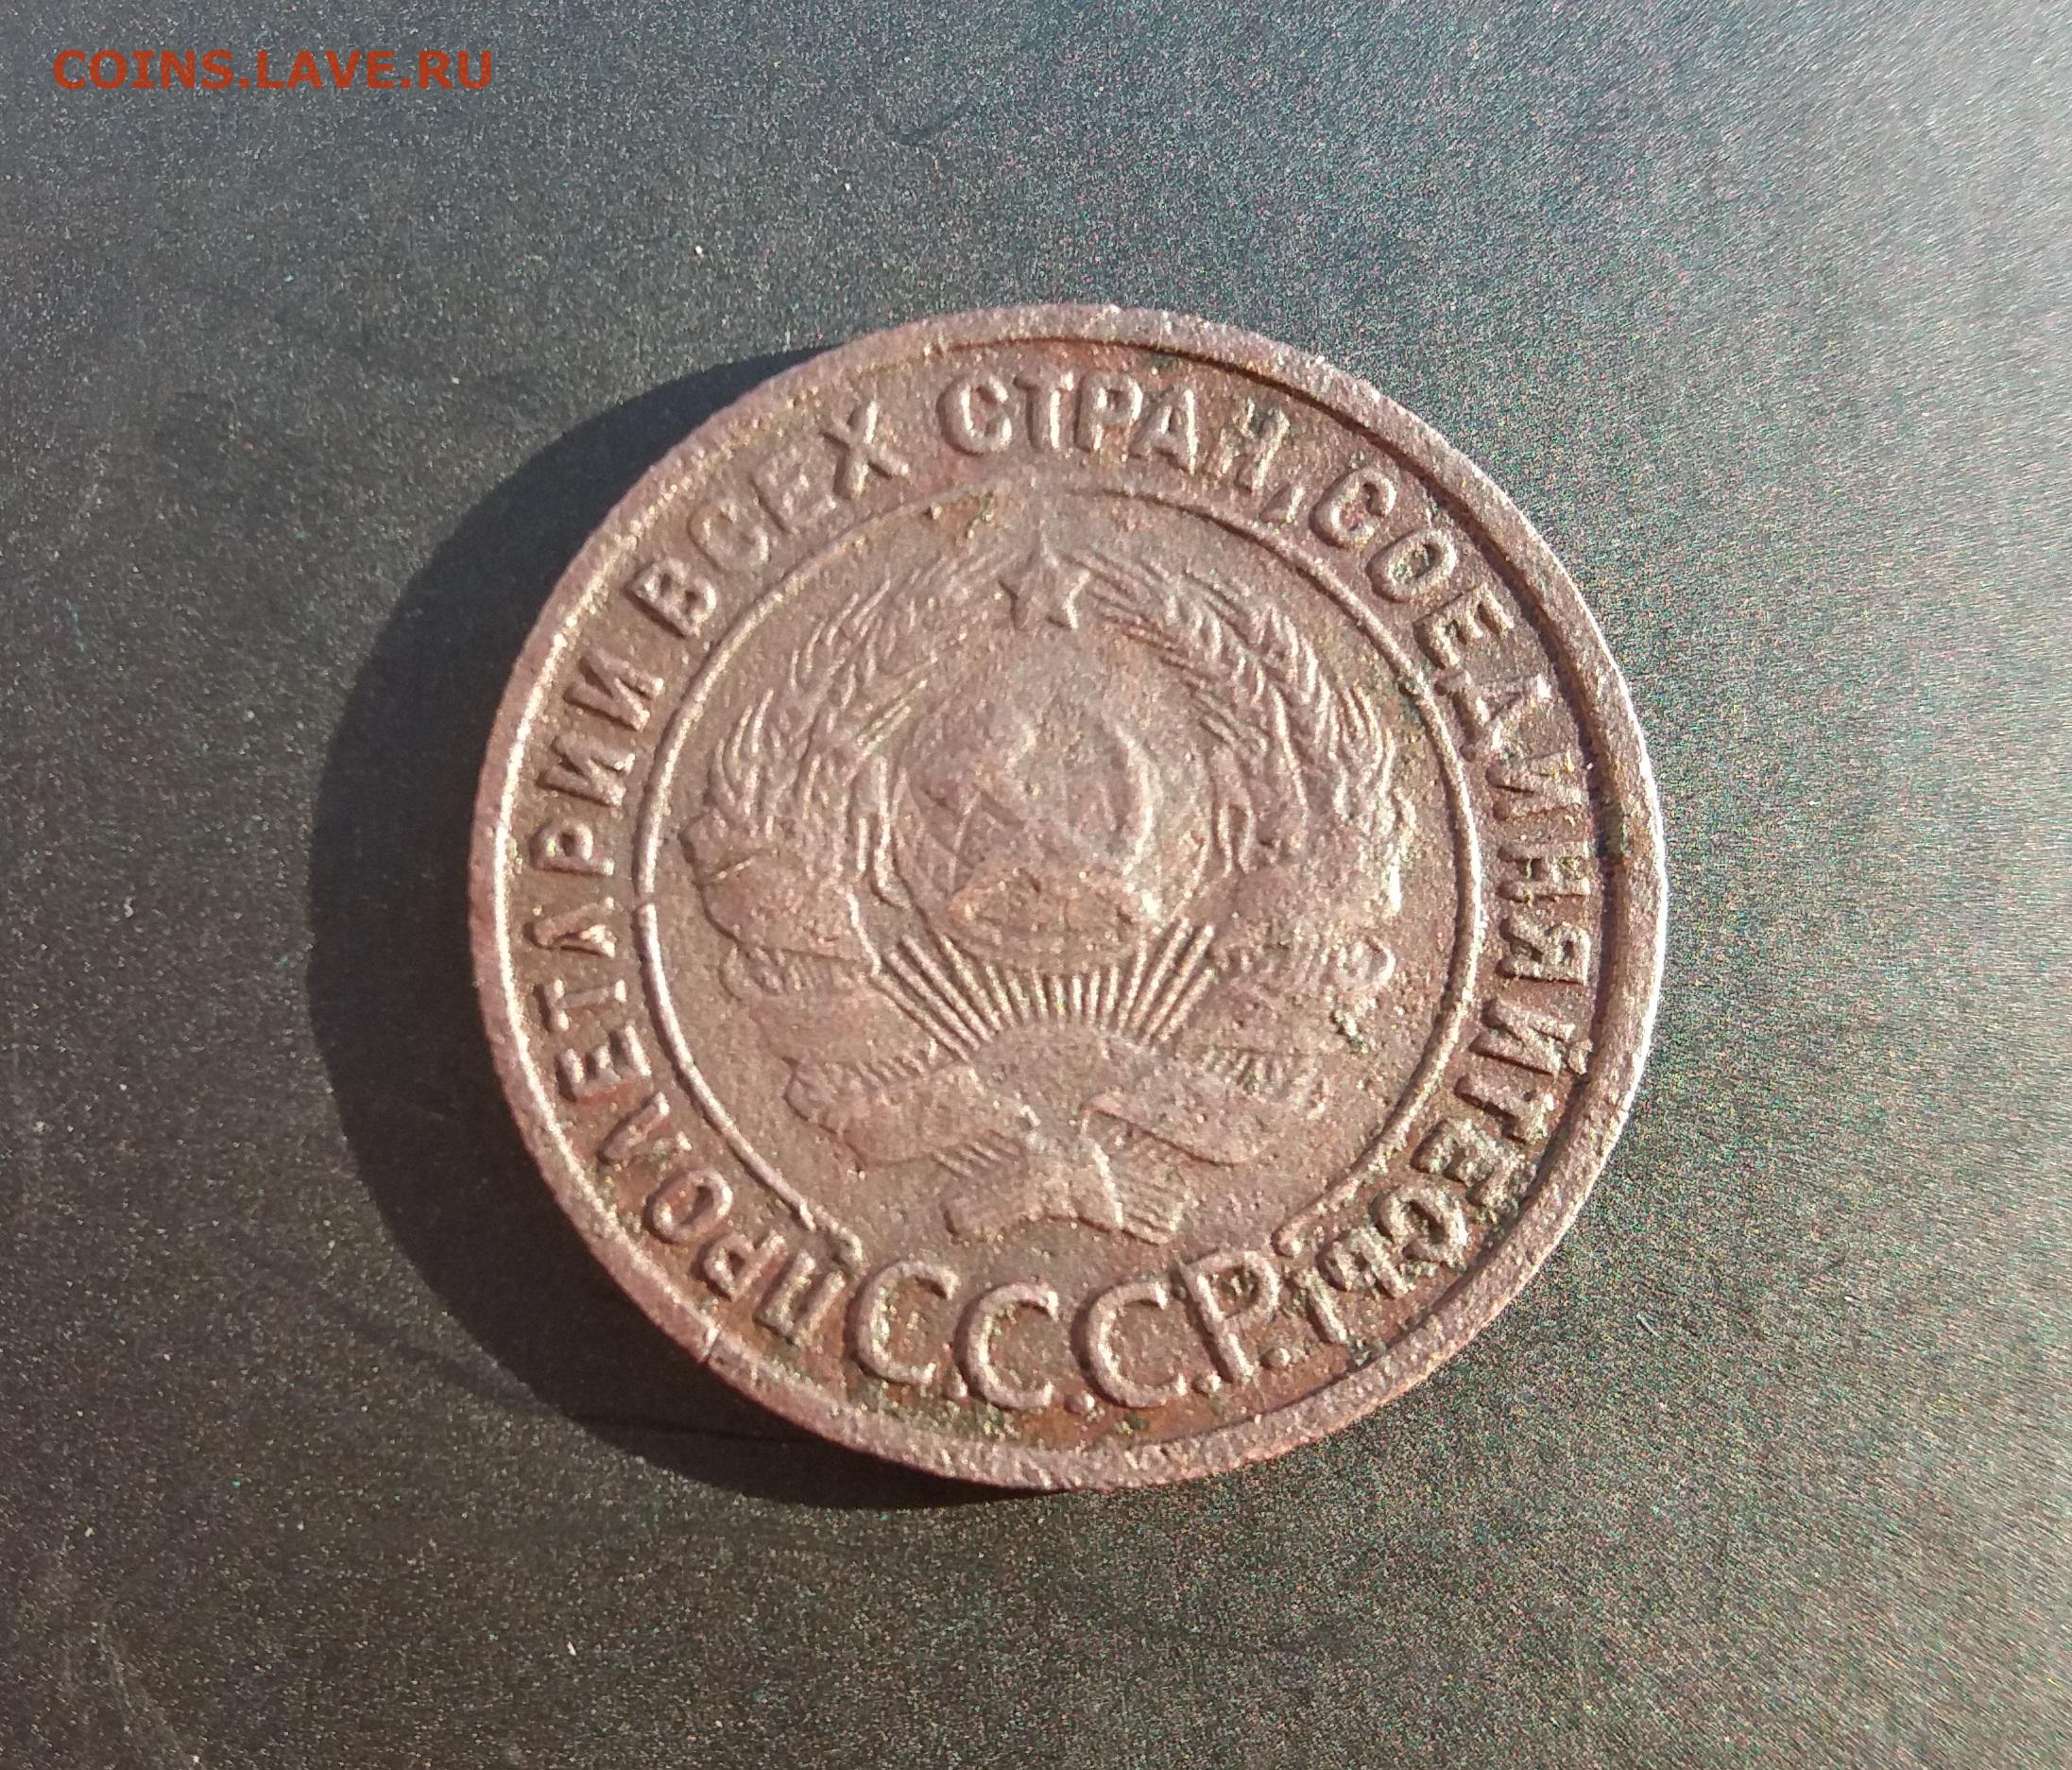 COINS.LAVE.RU
ПРОЛЕТАРИИ ВСЕХ СТРАН, СОЕДИНЯЙТЕСЬ!
С.С.С.Р.